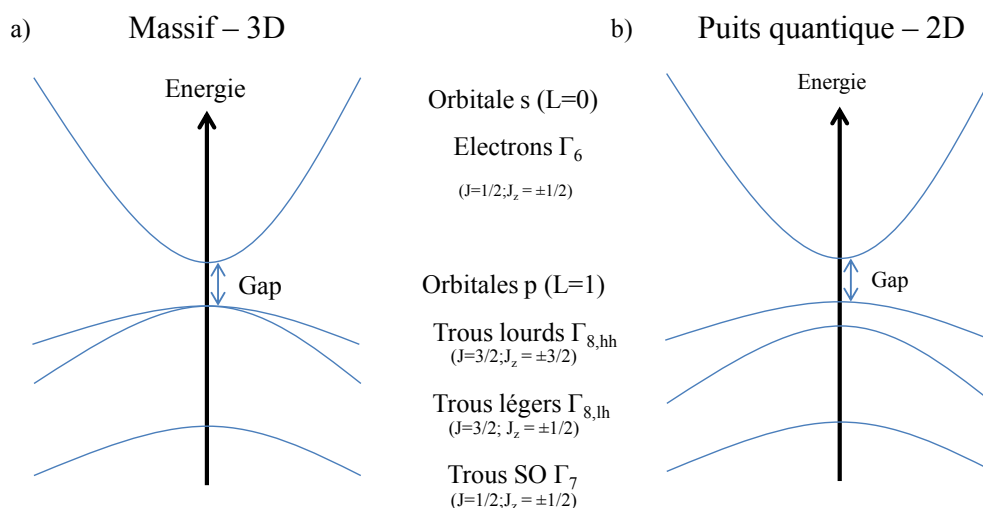 a)
Massif – 3D
b)
Puits quantique – 2D
Energie
Orbitale s (L=0)
Electrons Γ6
(J=1/2;Jz = ±1/2)
Energie
Gap
Orbitales p (L=1)
Gap
Trous lourds Γ8,hh
(J=3/2;Jz = ±3/2)
Trous légers Γ8,lh
(J=3/2; Jz = ±1/2)
Trous SO Γ7
(J=1/2;Jz = ±1/2)